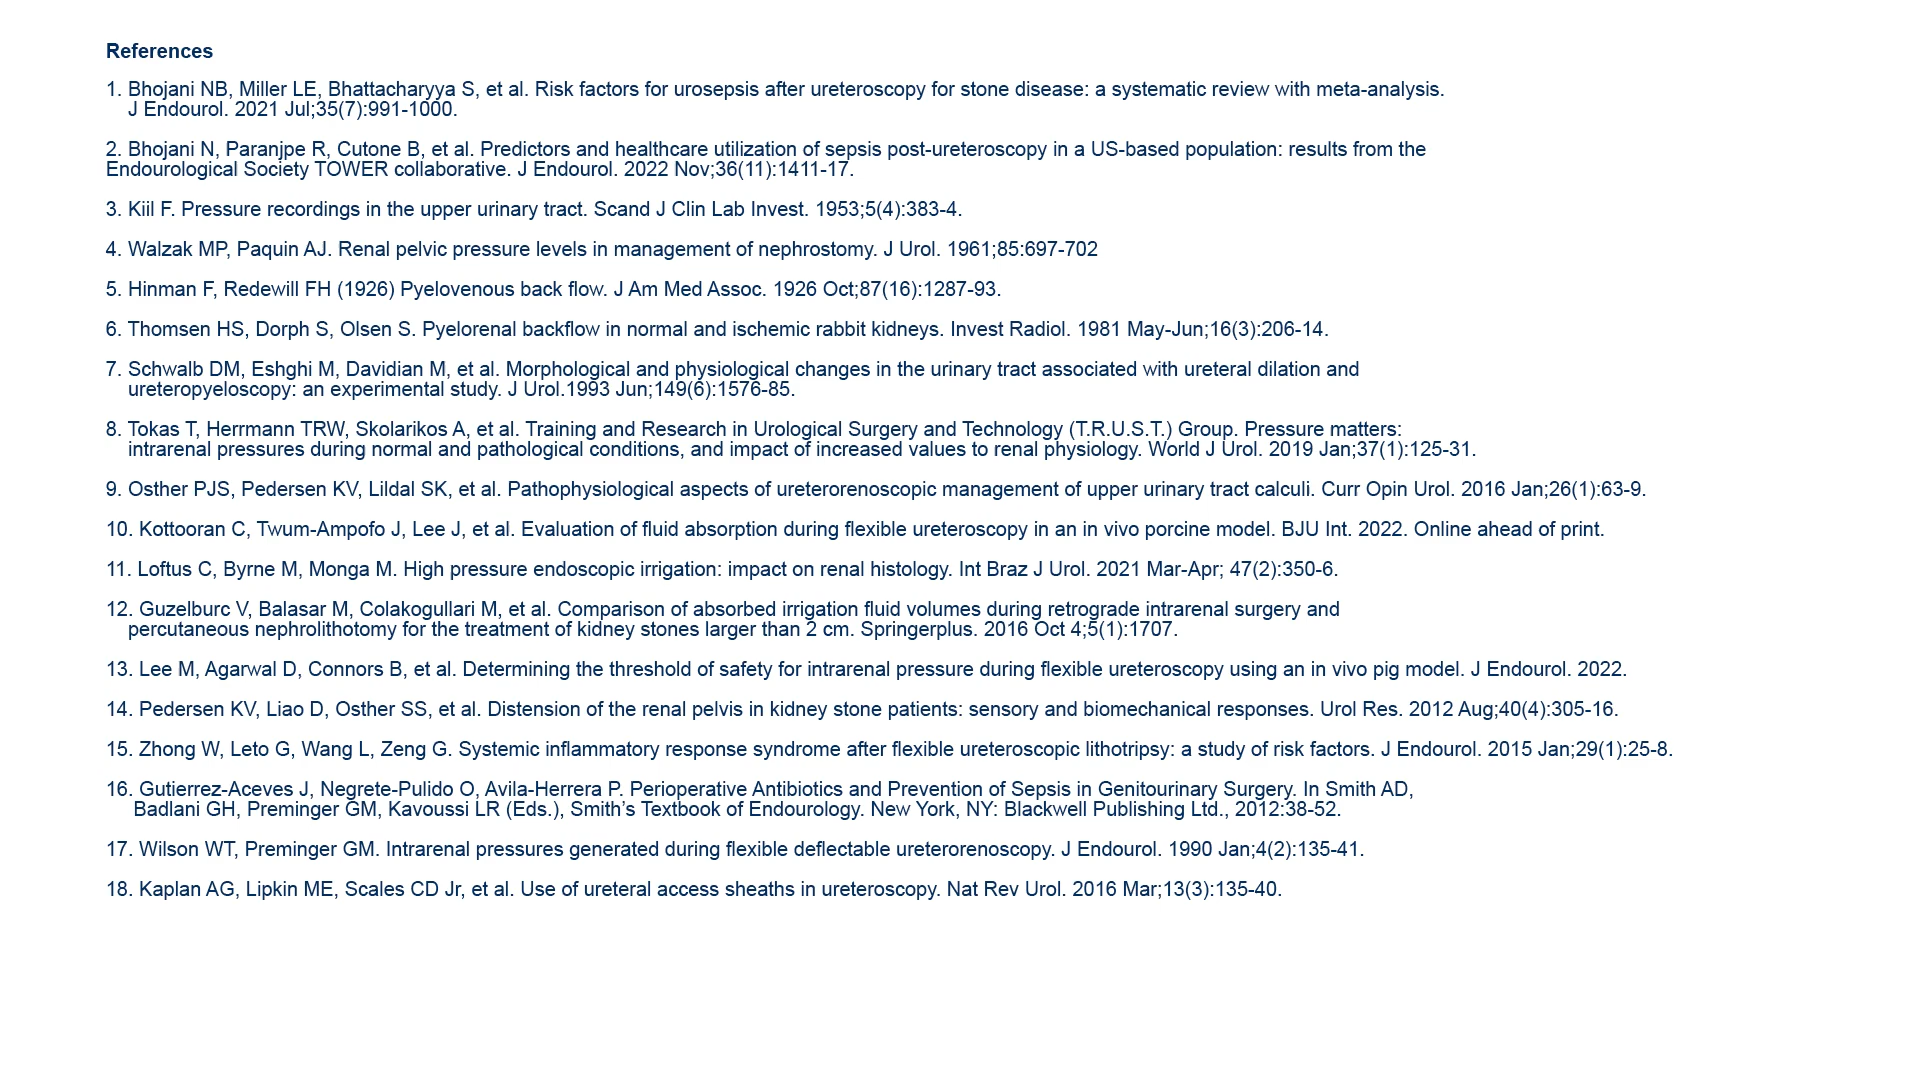 References
1. Bhojani NB, Miller LE, Bhattacharyya S, et al. Risk factors for urosepsis after ureteroscopy for stone disease: a systematic review with meta-analysis.
J Endourol. 2021 Jul;35(7):991-1000.
2. Bhojani N, Paranjpe R, Cutone B, et al. Predictors and healthcare utilization of sepsis post-ureteroscopy in a US-based population: results from the
Endourological Society TOWER collaborative. J Endourol. 2022 Nov;36(11):1411-17.
3. Kiil F. Pressure recordings in the upper urinary tract. Scand J Clin Lab Invest. 1953;5(4):383-4.
4. Walzak MP, Paquin AJ. Renal pelvic pressure levels in management of nephrostomy. J Urol. 1961;85:697-702
5. Hinman F, Redewill FH (1926) Pyelovenous back flow. J Am Med Assoc. 1926 Oct;87(16):1287-93.
6. Thomsen HS, Dorph S, Olsen S. Pyelorenal backflow in normal and ischemic rabbit kidneys. Invest Radiol. 1981 May-Jun;16(3):206-14.
7. Schwalb DM, Eshghi M, Davidian M, et al. Morphological and physiological changes in the urinary tract associated with ureteral dilation and
ureteropyeloscopy: an experimental study. J Urol.1993 Jun;149(6):1576-85.
8. Tokas T, Herrmann TRW, Skolarikos A, et al. Training and Research in Urological Surgery and Technology (T.R.U.S.T.) Group. Pressure matters:
intrarenal pressures during normal and pathological conditions, and impact of increased values to renal physiology. World J Urol. 2019 Jan;37(1):125-31.
9. Osther PJS, Pedersen KV, Lildal SK, et al. Pathophysiological aspects of ureterorenoscopic management of upper urinary tract calculi. Curr Opin Urol. 2016 Jan;26(1):63-9.
10. Kottooran C, Twum-Ampofo J, Lee J, et al. Evaluation of fluid absorption during flexible ureteroscopy in an in vivo porcine model. BJU Int. 2022. Online ahead of print.
11. Loftus C, Byrne M, Monga M. High pressure endoscopic irrigation: impact on renal histology. Int Braz J Urol. 2021 Mar-Apr; 47(2):350-6.
12. Guzelburc V, Balasar M, Colakogullari M, et al. Comparison of absorbed irrigation fluid volumes during retrograde intrarenal surgery and
percutaneous nephrolithotomy for the treatment of kidney stones larger than 2 cm. Springerplus. 2016 Oct 4;5(1):1707.
13. Lee M, Agarwal D, Connors B, et al. Determining the threshold of safety for intrarenal pressure during flexible ureteroscopy using an in vivo pig model. J Endourol. 2022.
14. Pedersen KV, Liao D, Osther SS, et al. Distension of the renal pelvis in kidney stone patients: sensory and biomechanical responses. Urol Res. 2012 Aug;40(4):305-16.
15. Zhong W, Leto G, Wang L, Zeng G. Systemic inflammatory response syndrome after flexible ureteroscopic lithotripsy: a study of risk factors. J Endourol. 2015 Jan;29(1):25-8.
16. Gutierrez-Aceves J, Negrete-Pulido O, Avila-Herrera P. Perioperative Antibiotics and Prevention of Sepsis in Genitourinary Surgery. In Smith AD,
Badlani GH, Preminger GM, Kavoussi LR (Eds.), Smith’s Textbook of Endourology. New York, NY: Blackwell Publishing Ltd., 2012:38-52.
17. Wilson WT, Preminger GM. Intrarenal pressures generated during flexible deflectable ureterorenoscopy. J Endourol. 1990 Jan;4(2):135-41.
18. Kaplan AG, Lipkin ME, Scales CD Jr, et al. Use of ureteral access sheaths in ureteroscopy. Nat Rev Urol. 2016 Mar;13(3):135-40.